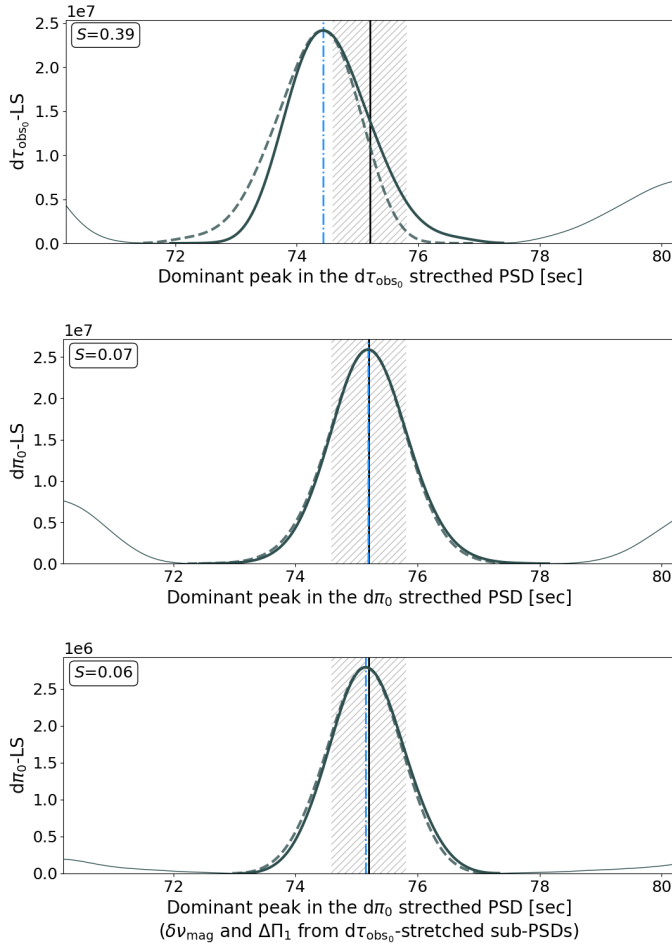 1e7
S=0.39
dτobs₀-LS
2.5
2.0
1.5
1.0
0.5
0.0
72 74 76 78 80
Dominant peak in the dτobs₀ strecthed PSD [sec]
1e7
S=0.07
dπ₀-LS
2.5
2.0
1.5
1.0
0.5
0.0
72 74 76 78 80
Dominant peak in the dπ₀ strecthed PSD [sec]
1e6
S=0.06
dπ₀-LS
2.5
2.0
1.5
1.0
0.5
0.0
72 74 76 78 80
Dominant peak in the dπ₀ strecthed PSD [sec]
(δνmag and ΔΠ₁ from dτobs₀-stretched sub-PSDs)